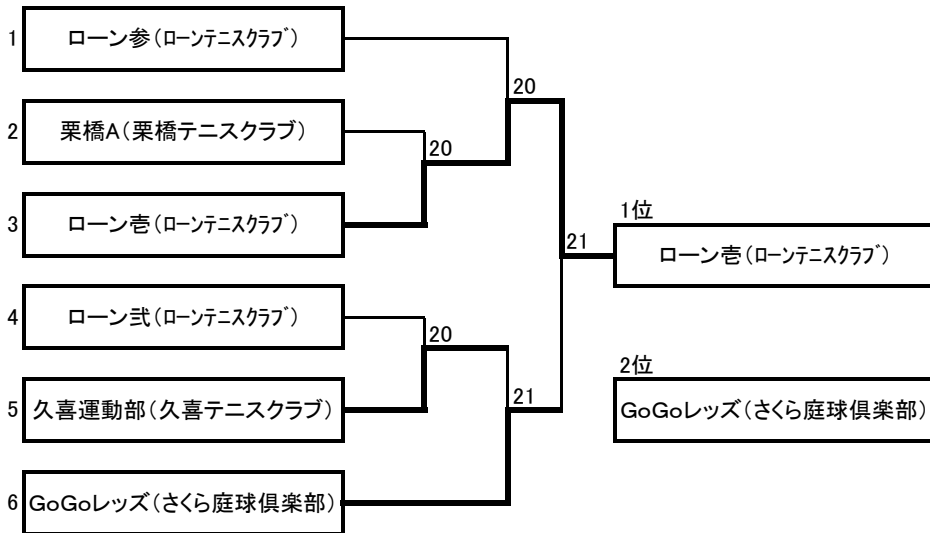 1
ローン参(ローンテニスクラブ)
20
2
栗橋A(栗橋テニスクラブ)
20
3
ローン壱(ローンテニスクラブ)
1位
21
ローン壱(ローンテニスクラブ)
4
ローン弐(ローンテニスクラブ)
20
2位
5
久喜運動部(久喜テニスクラブ)
21
GoGoレッズ(さくら庭球倶楽部)
6
GoGoレッズ(さくら庭球倶楽部)